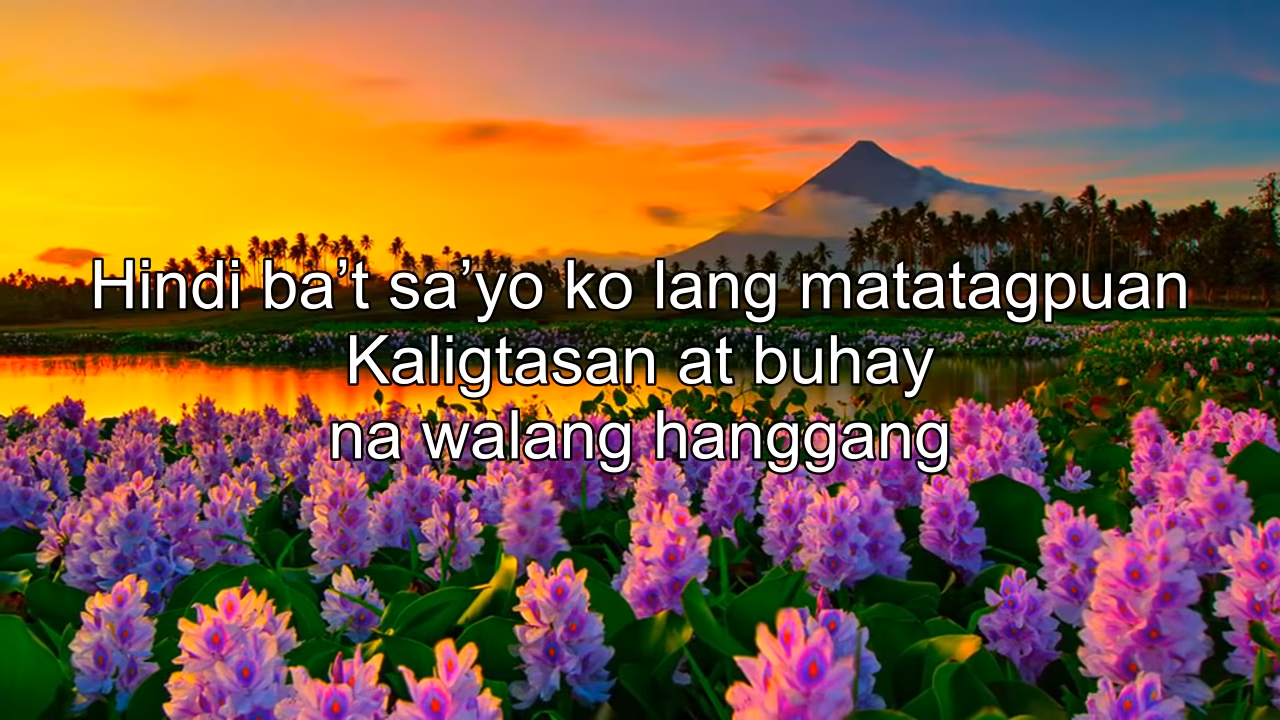 Hindi ba’t sa’yo ko lang matatagpuan
Kaligtasan at buhay
na walang hanggang